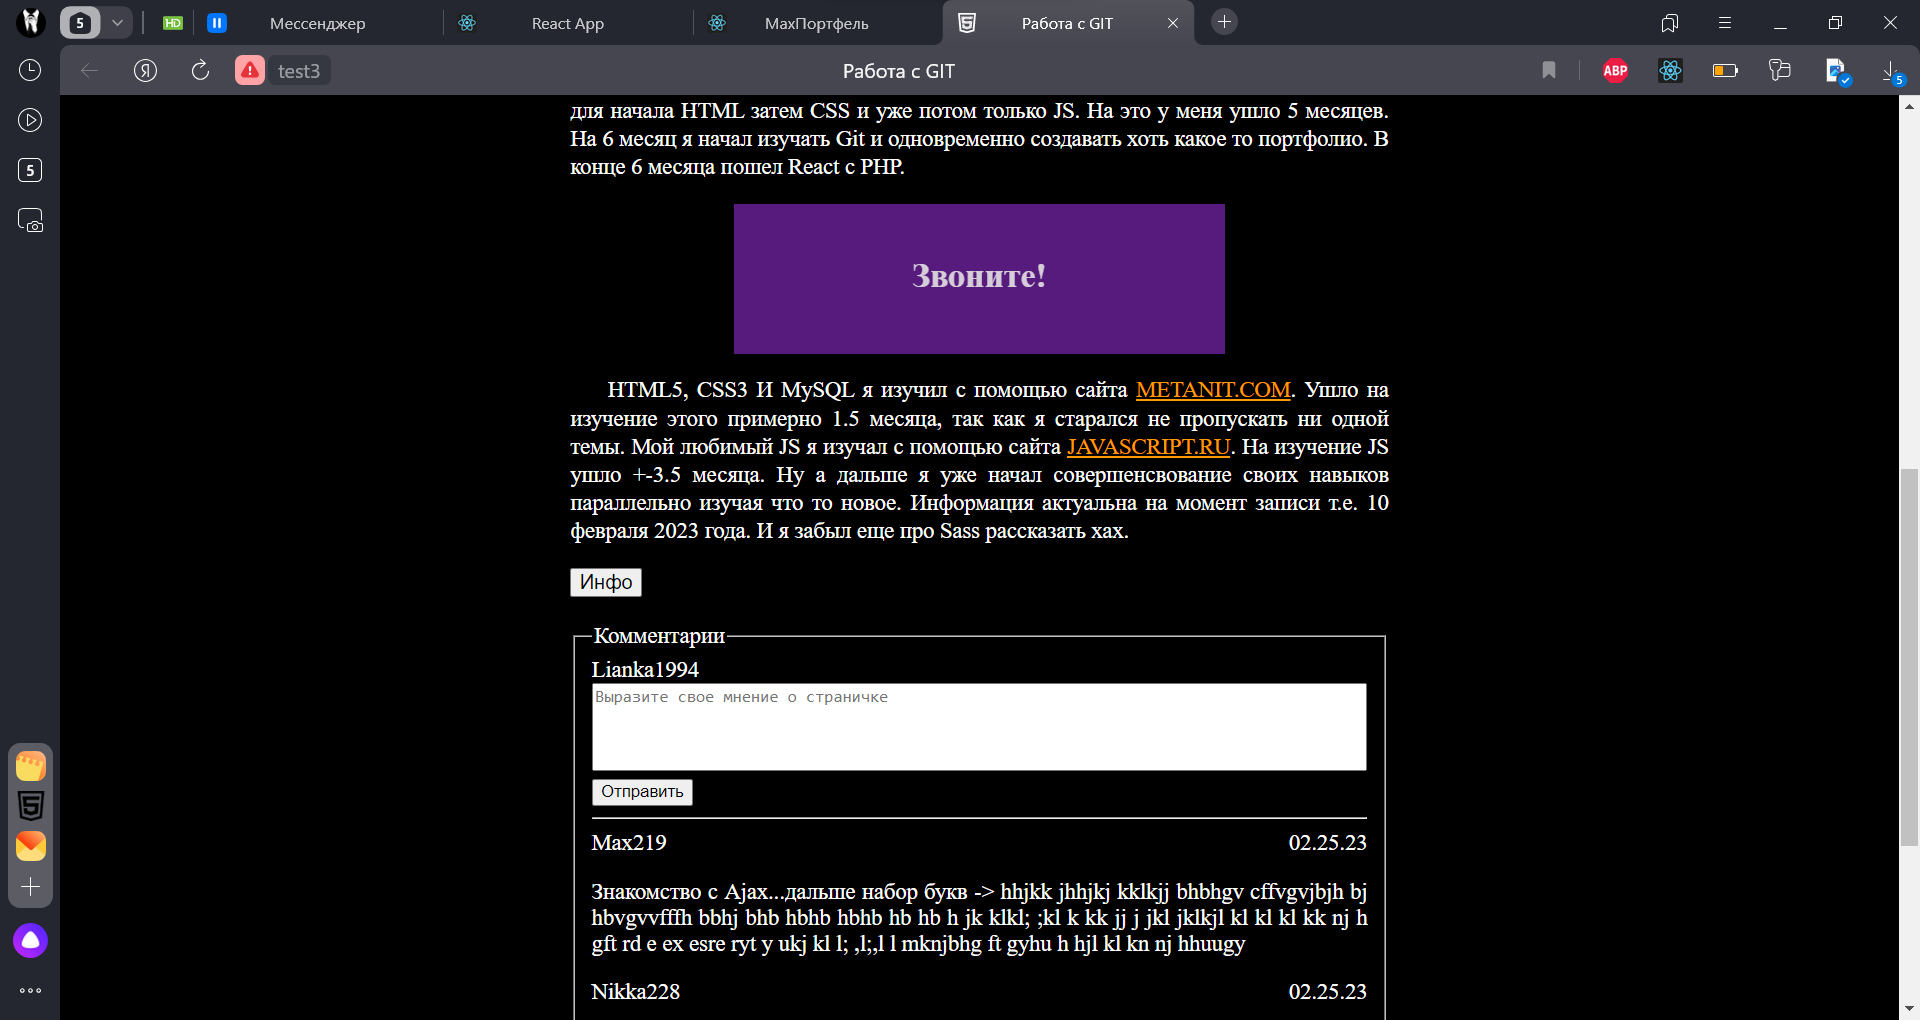 5
HD
Мессенджер
React App
МахПортфель
Работа с GIT
Я
test3
Работа с GIT
ABP
5
5
для начала HTML затем CSS и уже потом только JS. На это у меня ушло 5 месяцев.
На 6 месяц я начал изучать Git и одновременно создавать хоть какое то портфолио. В
конце 6 месяца пошел React с PHP.
Звоните!
HTML5, CSS3 И MySQL я изучил с помощью сайта METANIT.COM. Ушло на
изучение этого примерно 1.5 месяца, так как я старался не пропускать ни одной
темы. Мой любимый JS я изучал с помощью сайта JAVASCRIPT.RU. На изучение JS
ушло +-3.5 месяца. Ну а дальше я уже начал совершенсвование своих навыков
параллельно изучая что то новое. Информация актуальна на момент записи т.е. 10
февраля 2023 года. И я забыл еще про Sass рассказать хах.
Инфо
Комментарии
Lianka1994
Выразите свое мнение о страничке
Отправить
Max219 02.25.23
Знакомство с Ajax...дальше набор букв -> hhjkk jhhjkj kklkjj bhbhgv cffvgvjbjh bj
hbvgvvfffh bbhj bhb hbhb hbhb hb hb h jk klkl; ;kl k kk jj j jkl jklkjl kl kl kl kk nj h
gft rd e ex esre ryt y ukj kl l; ,l;,l l mknjbhg ft gyhu h hjl kl kn nj hhuugy
Nikka228 02.25.23